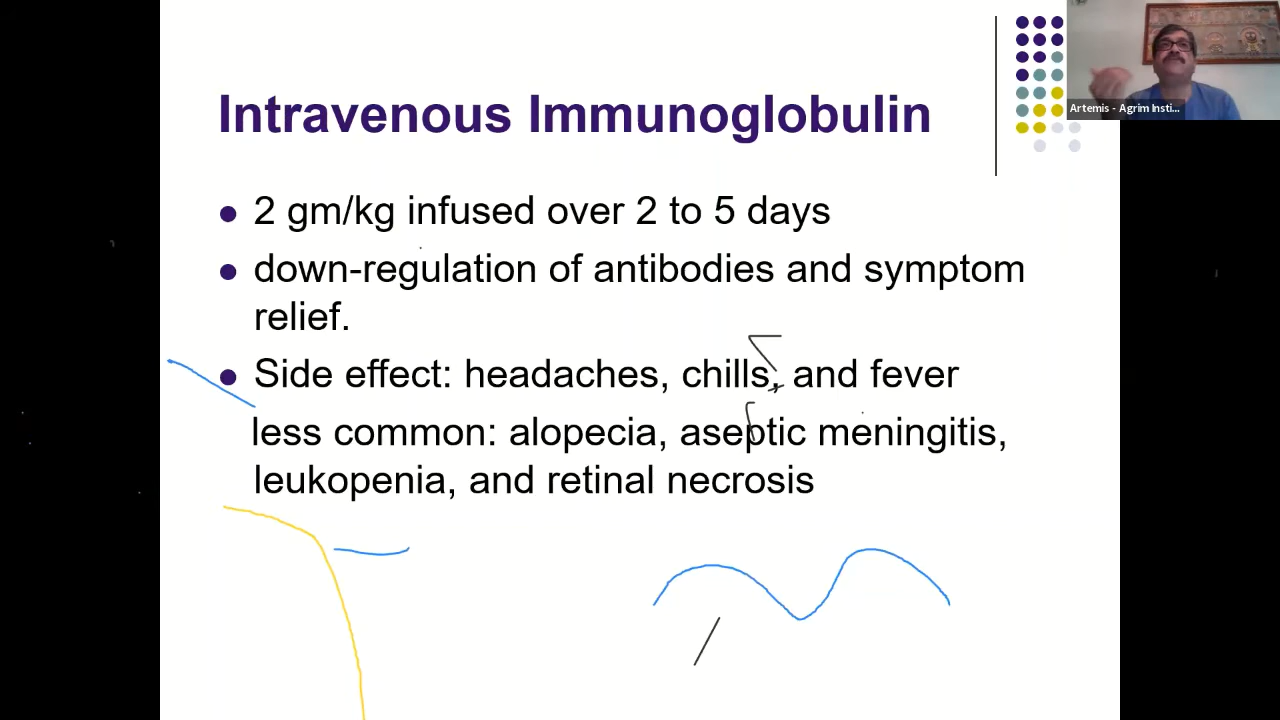 Intravenous Immunoglobulin
Artemis - Agrim Insti...
2 gm/kg infused over 2 to 5 days
down-regulation of antibodies and symptom
relief.
Side effect: headaches, chills, and fever
less common: alopecia, aseptic meningitis,
leukopenia, and retinal necrosis